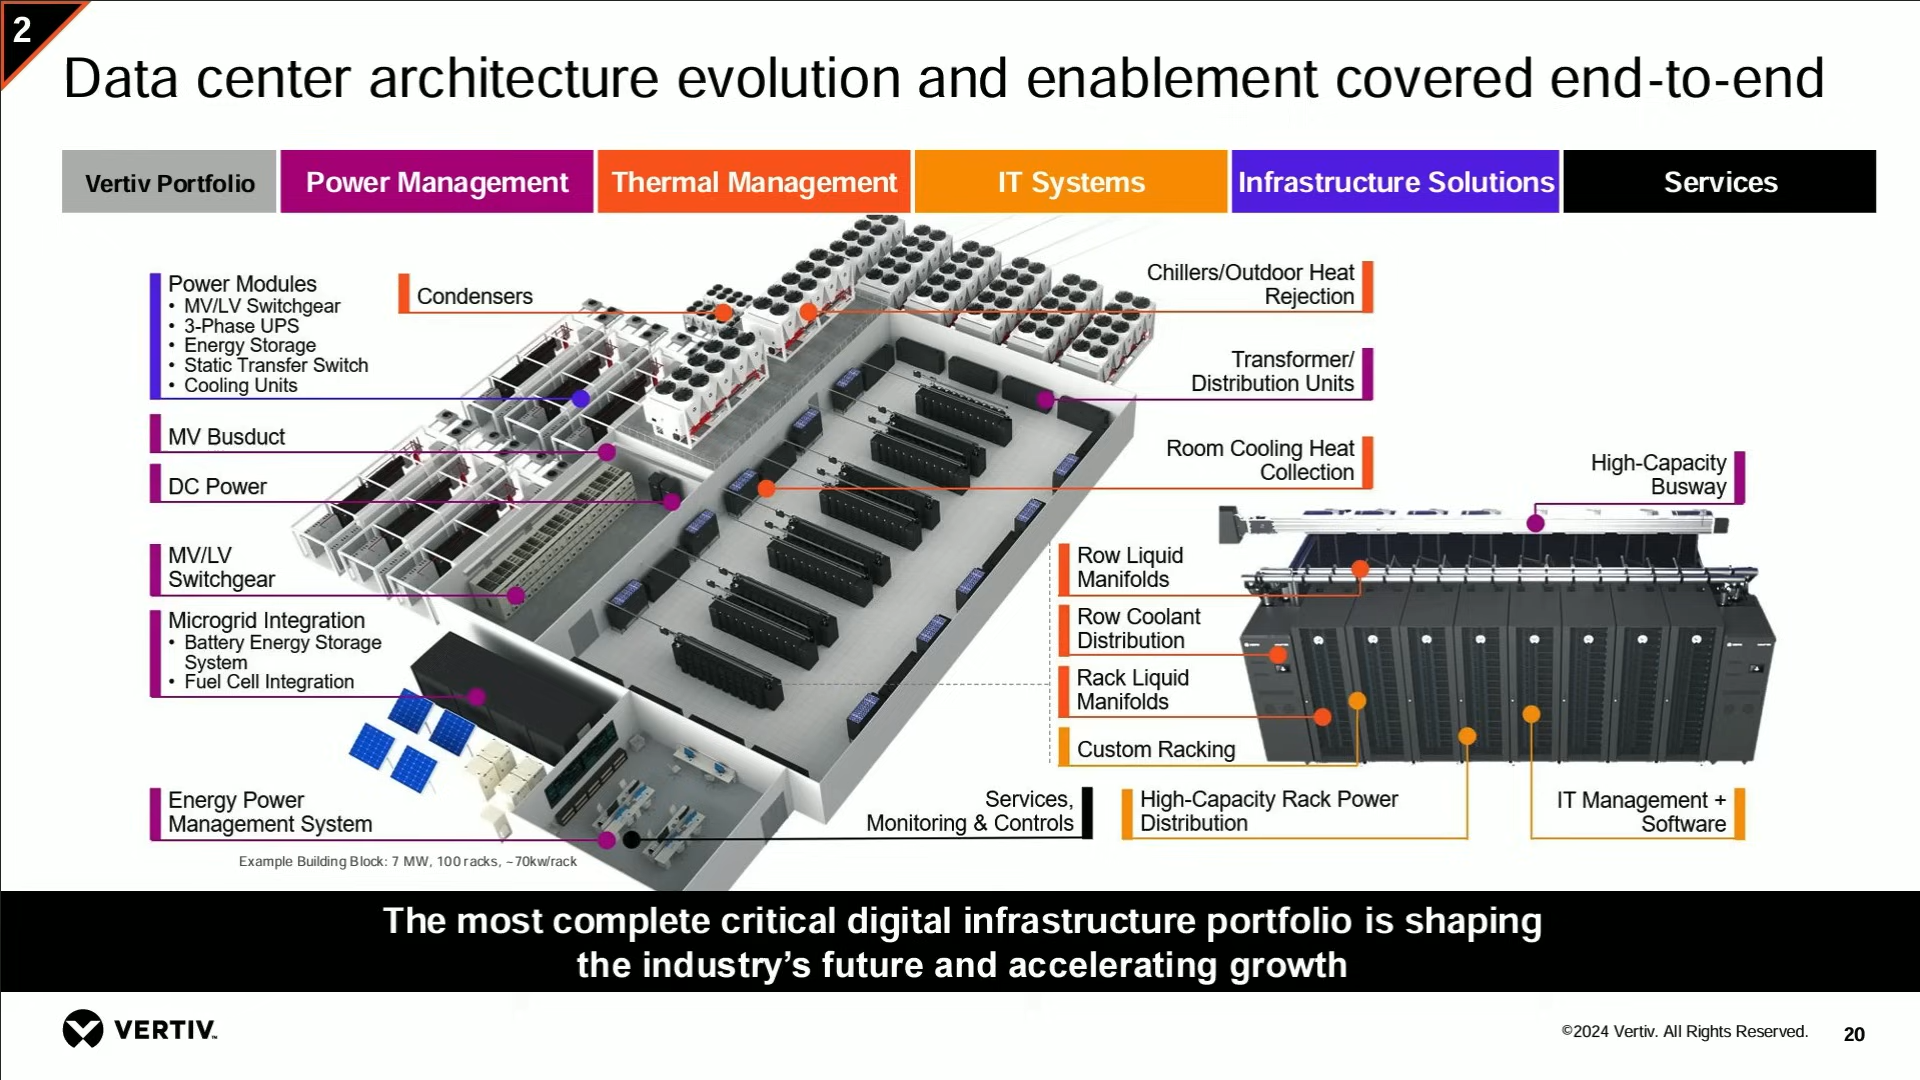 2
Data center architecture evolution and enablement covered end-to-end
Vertiv Portfolio
Power Management
Thermal Management
IT Systems
Infrastructure Solutions
Services
Power Modules
• MV/LV Switchgear
• 3-Phase UPS
• Energy Storage
• Static Transfer Switch
• Cooling Units
Condensers
MV Busduct
DC Power
MV/LV
Switchgear
Microgrid Integration
• Battery Energy Storage
System
• Fuel Cell Integration
Energy Power
Management System
Example Building Block: 7 MW, 100 racks, ~70kw/rack
Chillers/Outdoor Heat
Rejection
Transformer/
Distribution Units
Room Cooling Heat
Collection
High-Capacity
Busway
Row Liquid
Manifolds
Row Coolant
Distribution
Rack Liquid
Manifolds
Custom Racking
Services,
Monitoring & Controls
High-Capacity Rack Power
Distribution
IT Management +
Software
The most complete critical digital infrastructure portfolio is shaping
the industry's future and accelerating growth
VERTIV™
©2024 Vertiv. All Rights Reserved.
20